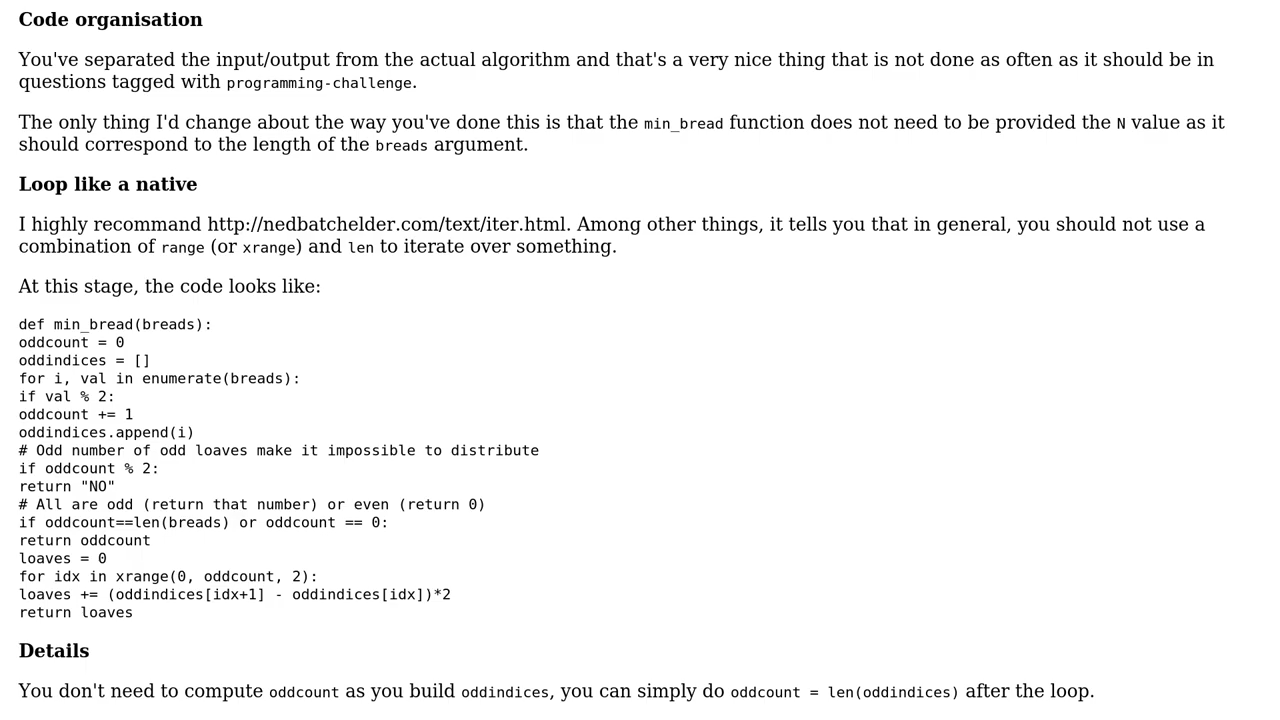 Code organisation
You've separated the input/output from the actual algorithm and that's a very nice thing that is not done as often as it should be in
questions tagged with programming-challenge.
The only thing I'd change about the way you've done this is that the min_bread function does not need to be provided the N value as it
should correspond to the length of the breads argument.
Loop like a native
I highly recommand http://nedbatchelder.com/text/iter.html. Among other things, it tells you that in general, you should not use a
combination of range (or xrange) and len to iterate over something.
At this stage, the code looks like:
def min_bread(breads):
oddcount = 0
oddindices = []
for i, val in enumerate(breads):
if val % 2:
oddcount += 1
oddindices.append(i)
# Odd number of odd loaves make it impossible to distribute
if oddcount % 2:
return "NO"
# All are odd (return that number) or even (return 0)
if oddcount==len(breads) or oddcount == 0:
return oddcount
loaves = 0
for idx in xrange(0, oddcount, 2):
loaves += (oddindices[idx+1] - oddindices[idx])*2
return loaves
Details
You don't need to compute oddcount as you build oddindices, you can simply do oddcount = len(oddindices) after the loop.